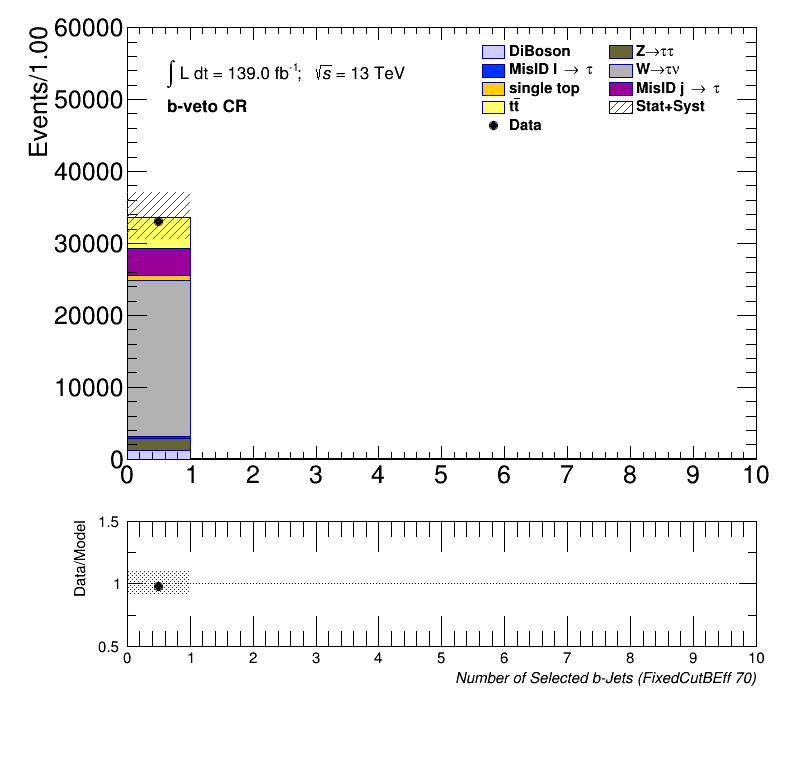 Events/1.00
60000
50000
40000
30000
20000
10000
0
∫ L dt = 139.0 fb⁻¹; √s = 13 TeV
b-veto CR
DiBoson
MisID l → τ
single top
tt̄
Data
Z→ττ
W→τν
MisID j → τ
Stat+Syst
0 1 2 3 4 5 6 7 8 9 10
Data/Model
1.5
1
0.5
0 1 2 3 4 5 6 7 8 9 10
Number of Selected b-Jets (FixedCutBEff 70)